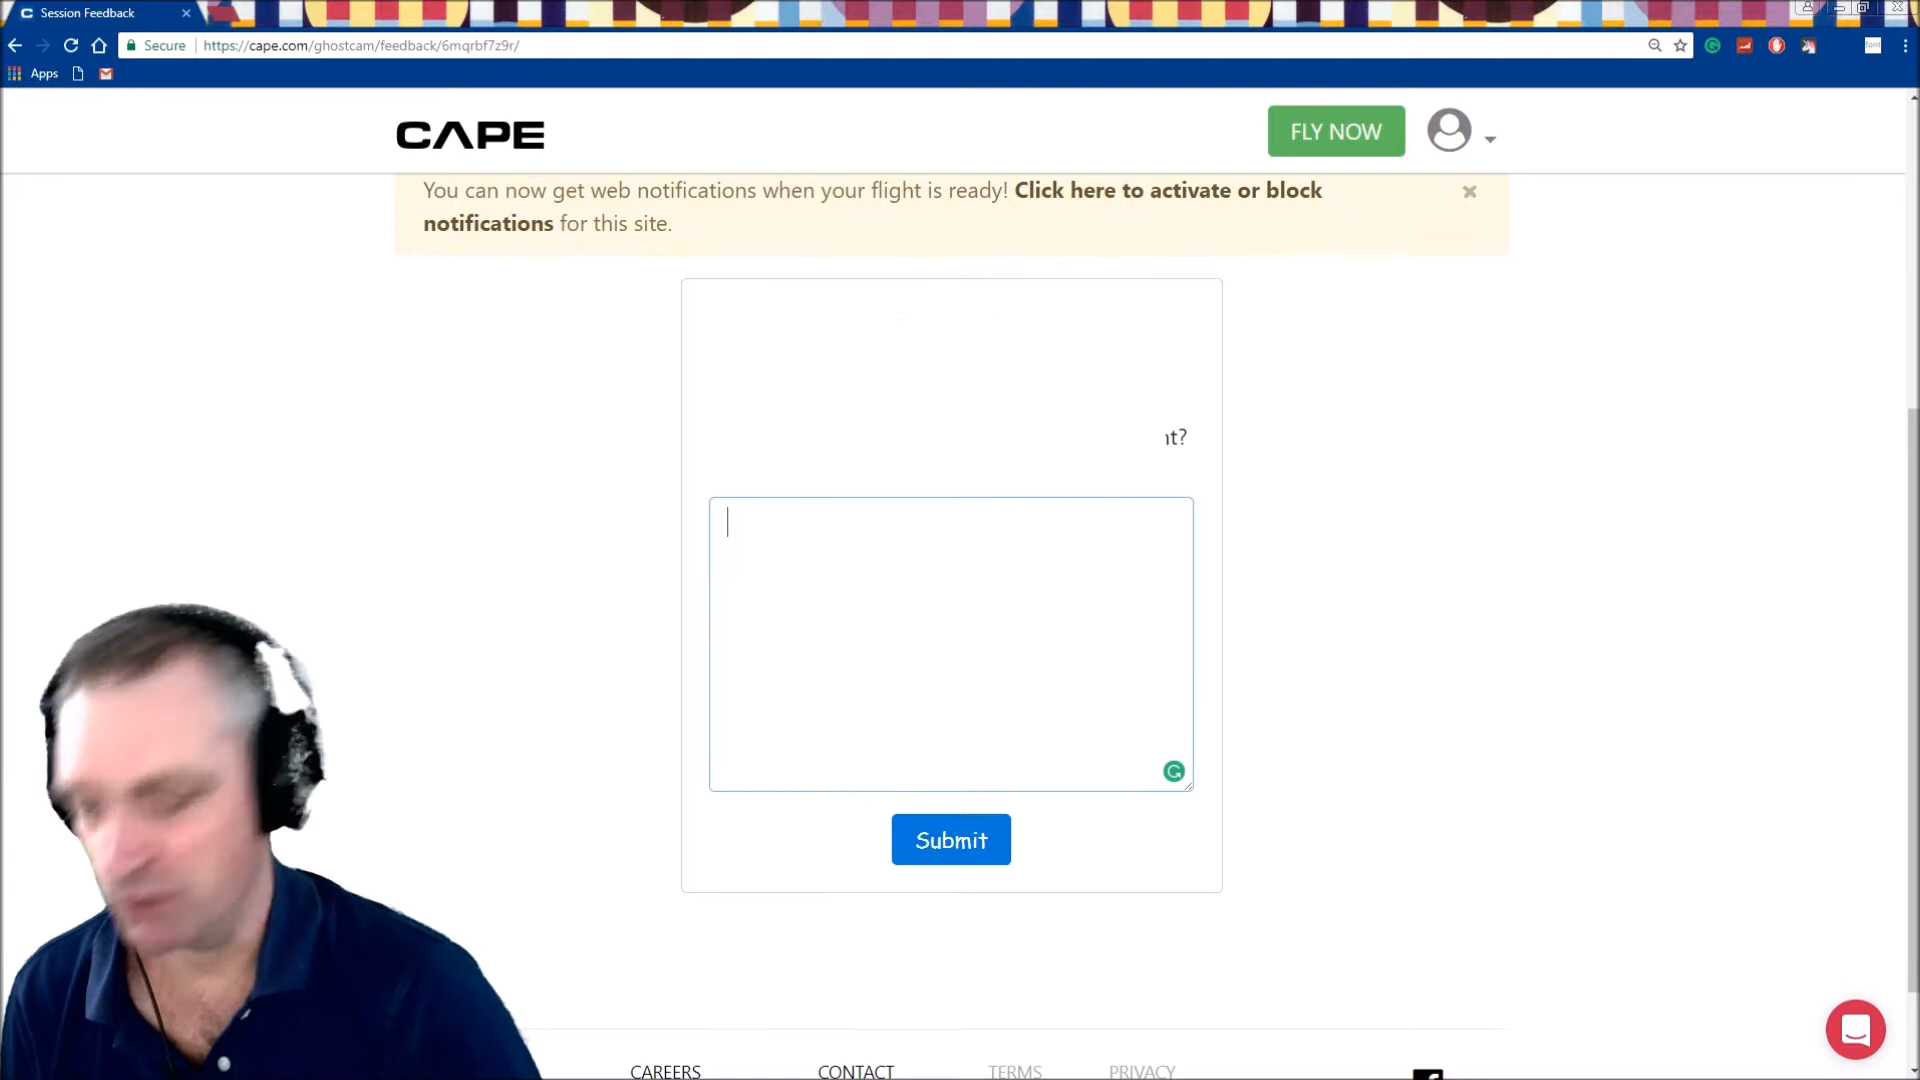 Session Feedback
Secure
https://cape.com/ghostcam/feedback/6mqrbf7z9r/
Apps
CAPE
FLY NOW
You can now get web notifications when your flight is ready! Click here to activate or block
notifications for this site.
t?
Submit
CAREERS
CONTACT
TERMS
PRIVACY